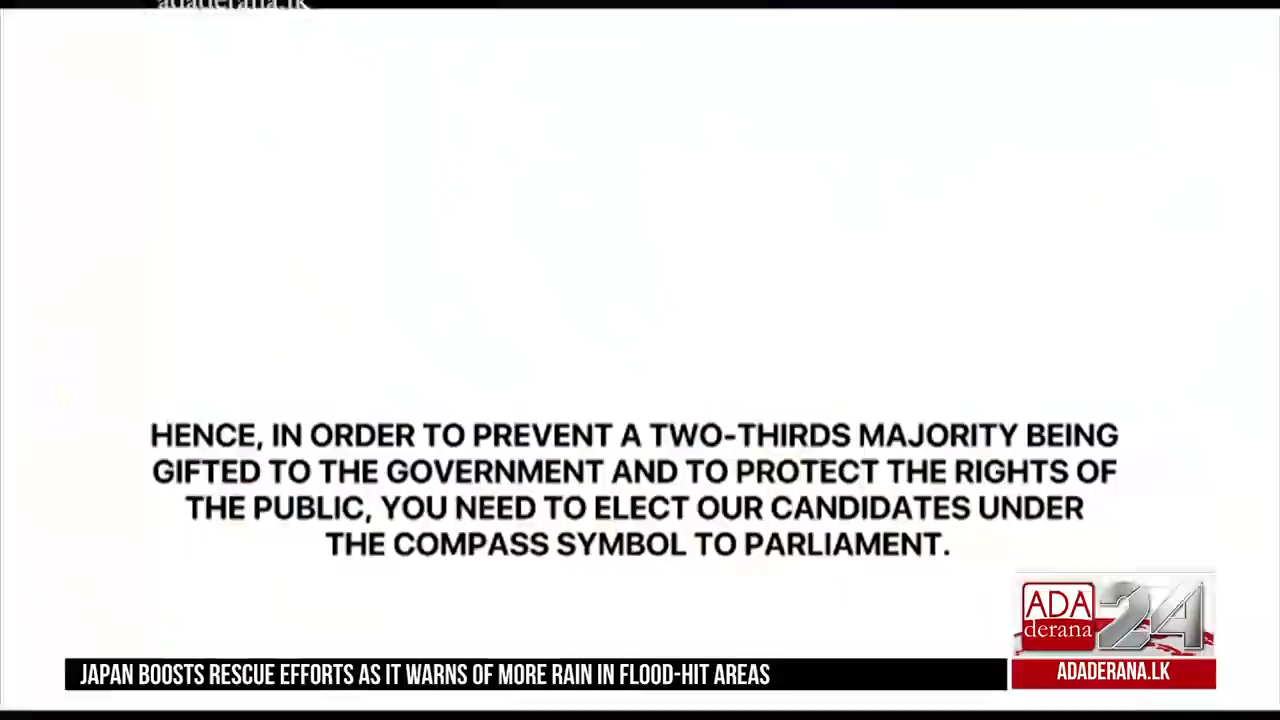 adaderana.lk
HENCE, IN ORDER TO PREVENT A TWO-THIRDS MAJORITY BEING
GIFTED TO THE GOVERNMENT AND TO PROTECT THE RIGHTS OF
THE PUBLIC, YOU NEED TO ELECT OUR CANDIDATES UNDER
THE COMPASS SYMBOL TO PARLIAMENT.
ADA
derana
24
JAPAN BOOSTS RESCUE EFFORTS AS IT WARNS OF MORE RAIN IN FLOOD-HIT AREAS
ADADERANA.LK